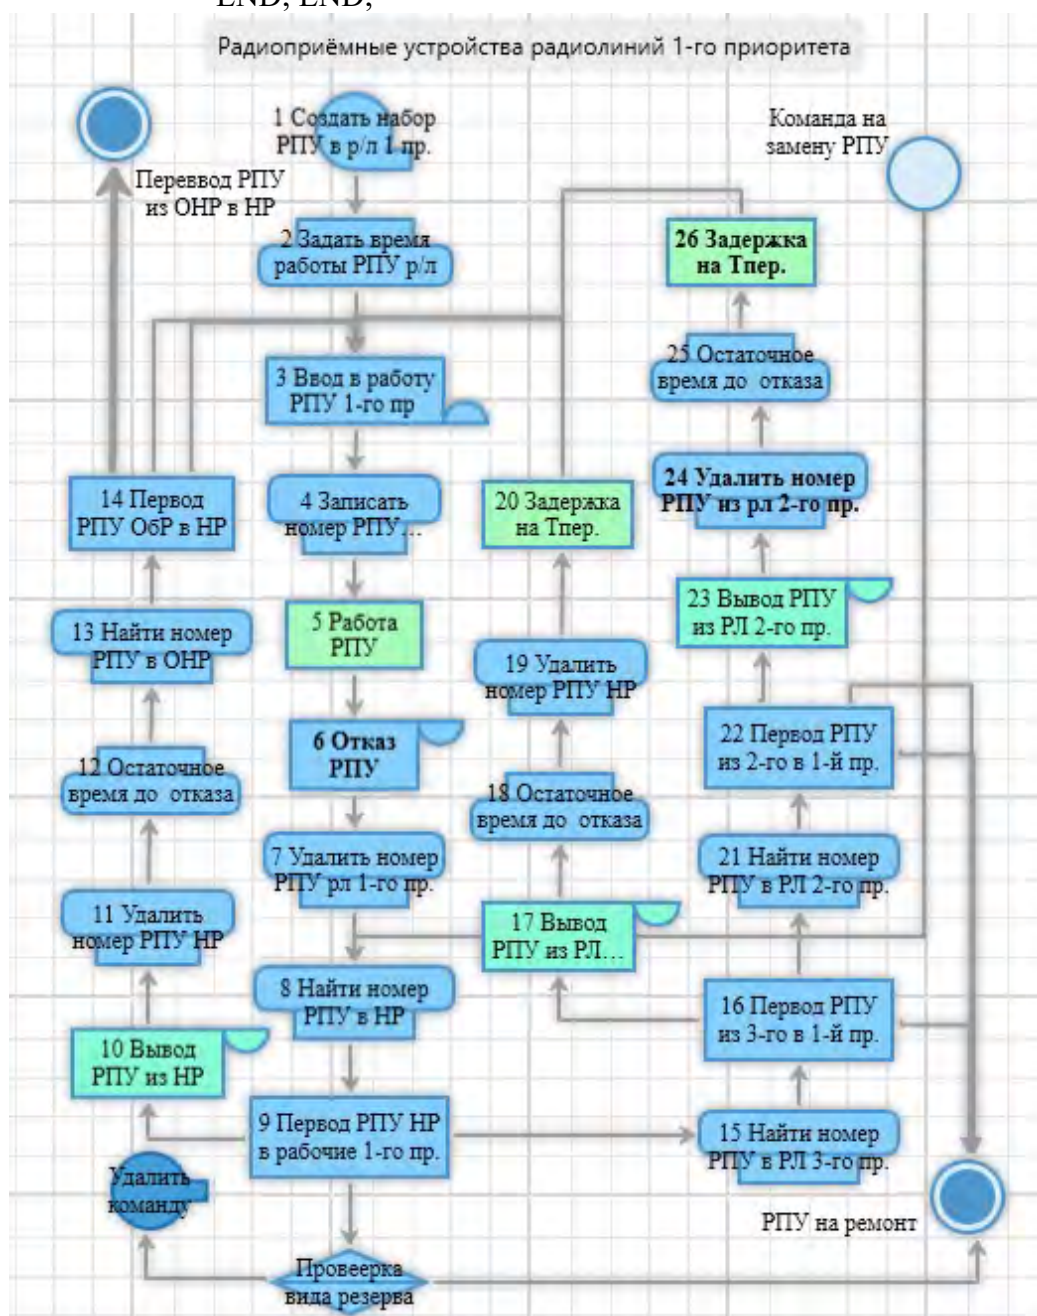 END; END;
Радиоприёмные устройства радиолиний 1-го приоритета
1 Создать набор
РПУ в р/л 1 пр.
Команда на
замену РПУ
Переввод РПУ
из ОНР в НР
2 Задать время
работы РПУ р/л
26 Задержка
на Тпер.
25 Остаточное
время до отказа
3 Ввод в работу
РПУ 1-го пр
14 Первод
РПУ ОбР в НР
4 Записать
номер РПУ...
20 Задержка
на Тпер.
24 Удалить номер
РПУ из рл 2-го пр.
13 Найти номер
РПУ в ОНР
5 Работа
РПУ
23 Вывод РПУ
из РЛ 2-го пр.
19 Удалить
номер РПУ НР
12 Остаточное
время до отказа
6 Отказ
РПУ
22 Первод РПУ
из 2-го в 1-й пр.
18 Остаточное
время до отказа
11 Удалить
номер РПУ НР
7 Удалить номер
РПУ рл 1-го пр.
21 Найти номер
РПУ в РЛ 2-го пр.
17 Вывод
РПУ из РЛ...
8 Найти номер
РПУ в НР
16 Первод РПУ
из 3-го в 1-й пр.
10 Вывод
РПУ из НР
9 Первод РПУ НР
в рабочие 1-го пр.
15 Найти номер
РПУ в РЛ 3-го пр.
Удалить
команду
РПУ на ремонт
Провеерка
вида резерва